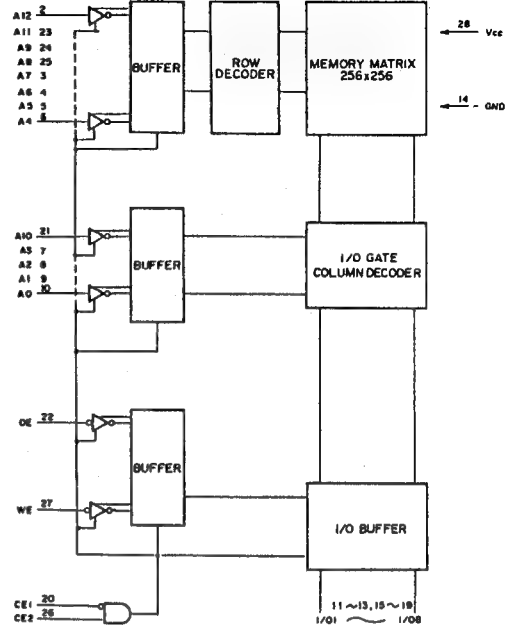 A12 2
A11 23
A9 24
A8 25
A7 3
A6 4
A5 5
A4 6
BUFFER
ROW
DECODER
MEMORY MATRIX
256x256
28 Vcc
14 - GND
A10 21
A3 7
A2 8
A1 9
A0 10
BUFFER
I/O GATE
COLUMN DECODER
OE 22
WE 27
BUFFER
I/O BUFFER
CE1 20
CE2 26
11 ~13, 15 ~ 19
I/O1 ~ I/O8